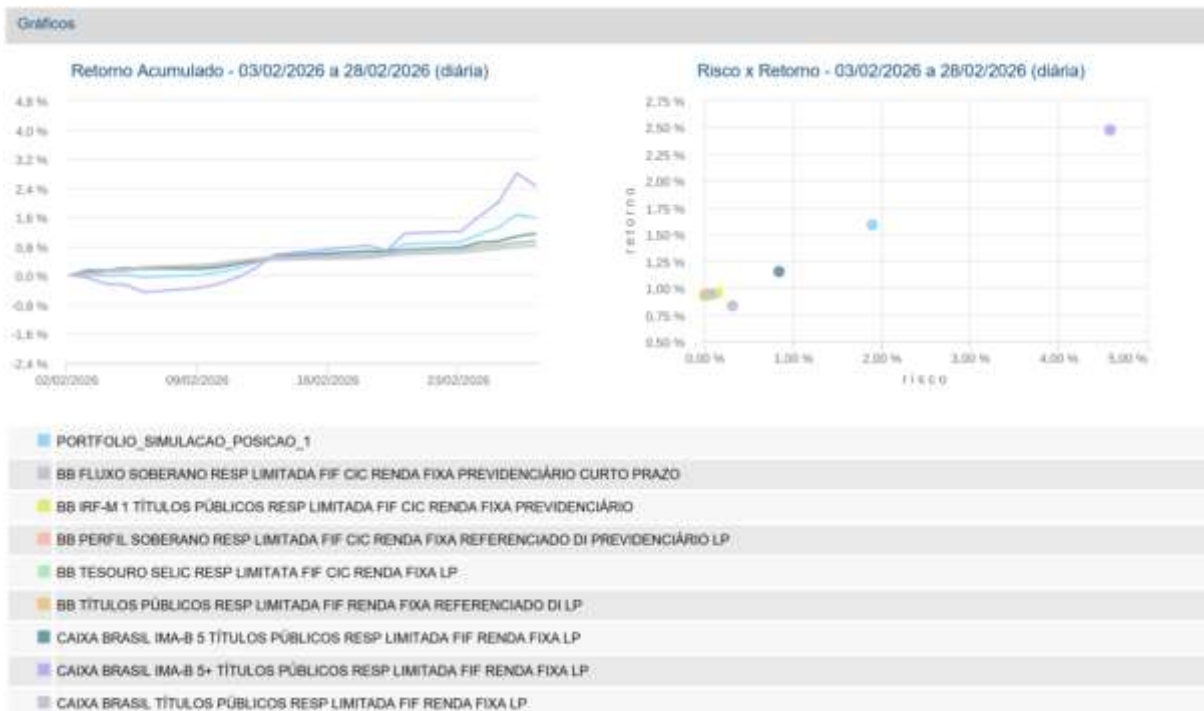 Gráficos
Retorno Acumulado - 03/02/2026 a 28/02/2026 (diária)
4,8 %
4,0 %
3,2 %
2,4 %
1,6 %
0,8 %
0,0 %
-0,8 %
-1,6 %
-2,4 %
02/02/2026 09/02/2026 16/02/2026 23/02/2026
Risco x Retorno - 03/02/2026 a 28/02/2026 (diária)
2,75 %
2,50 %
2,25 %
2,00 %
1,75 %
1,50 %
1,25 %
1,00 %
0,75 %
0,50 %
retorno
0,00 % 1,00 % 2,00 % 3,00 % 4,00 % 5,00 %
risco
PORTFOLIO_SIMULACAO_POSICAO_1
BB FLUXO SOBERANO RESP LIMITADA FIF CIC RENDA FIXA PREVIDENCIÁRIO CURTO PRAZO
BB IRF-M 1 TÍTULOS PÚBLICOS RESP LIMITADA FIF CIC RENDA FIXA PREVIDENCIÁRIO
BB PERFIL SOBERANO RESP LIMITADA FIF CIC RENDA FIXA REFERENCIADO DI PREVIDENCIÁRIO LP
BB TESOURO SELIC RESP LIMITATA FIF CIC RENDA FIXA LP
BB TÍTULOS PÚBLICOS RESP LIMITADA FIF RENDA FIXA REFERENCIADO DI LP
CAIXA BRASIL IMA-B 5 TÍTULOS PÚBLICOS RESP LIMITADA FIF RENDA FIXA LP
CAIXA BRASIL IMA-B 5+ TÍTULOS PÚBLICOS RESP LIMITADA FIF RENDA FIXA LP
CAIXA BRASIL TÍTULOS PÚBLICOS RESP LIMITADA FIF RENDA FIXA LP